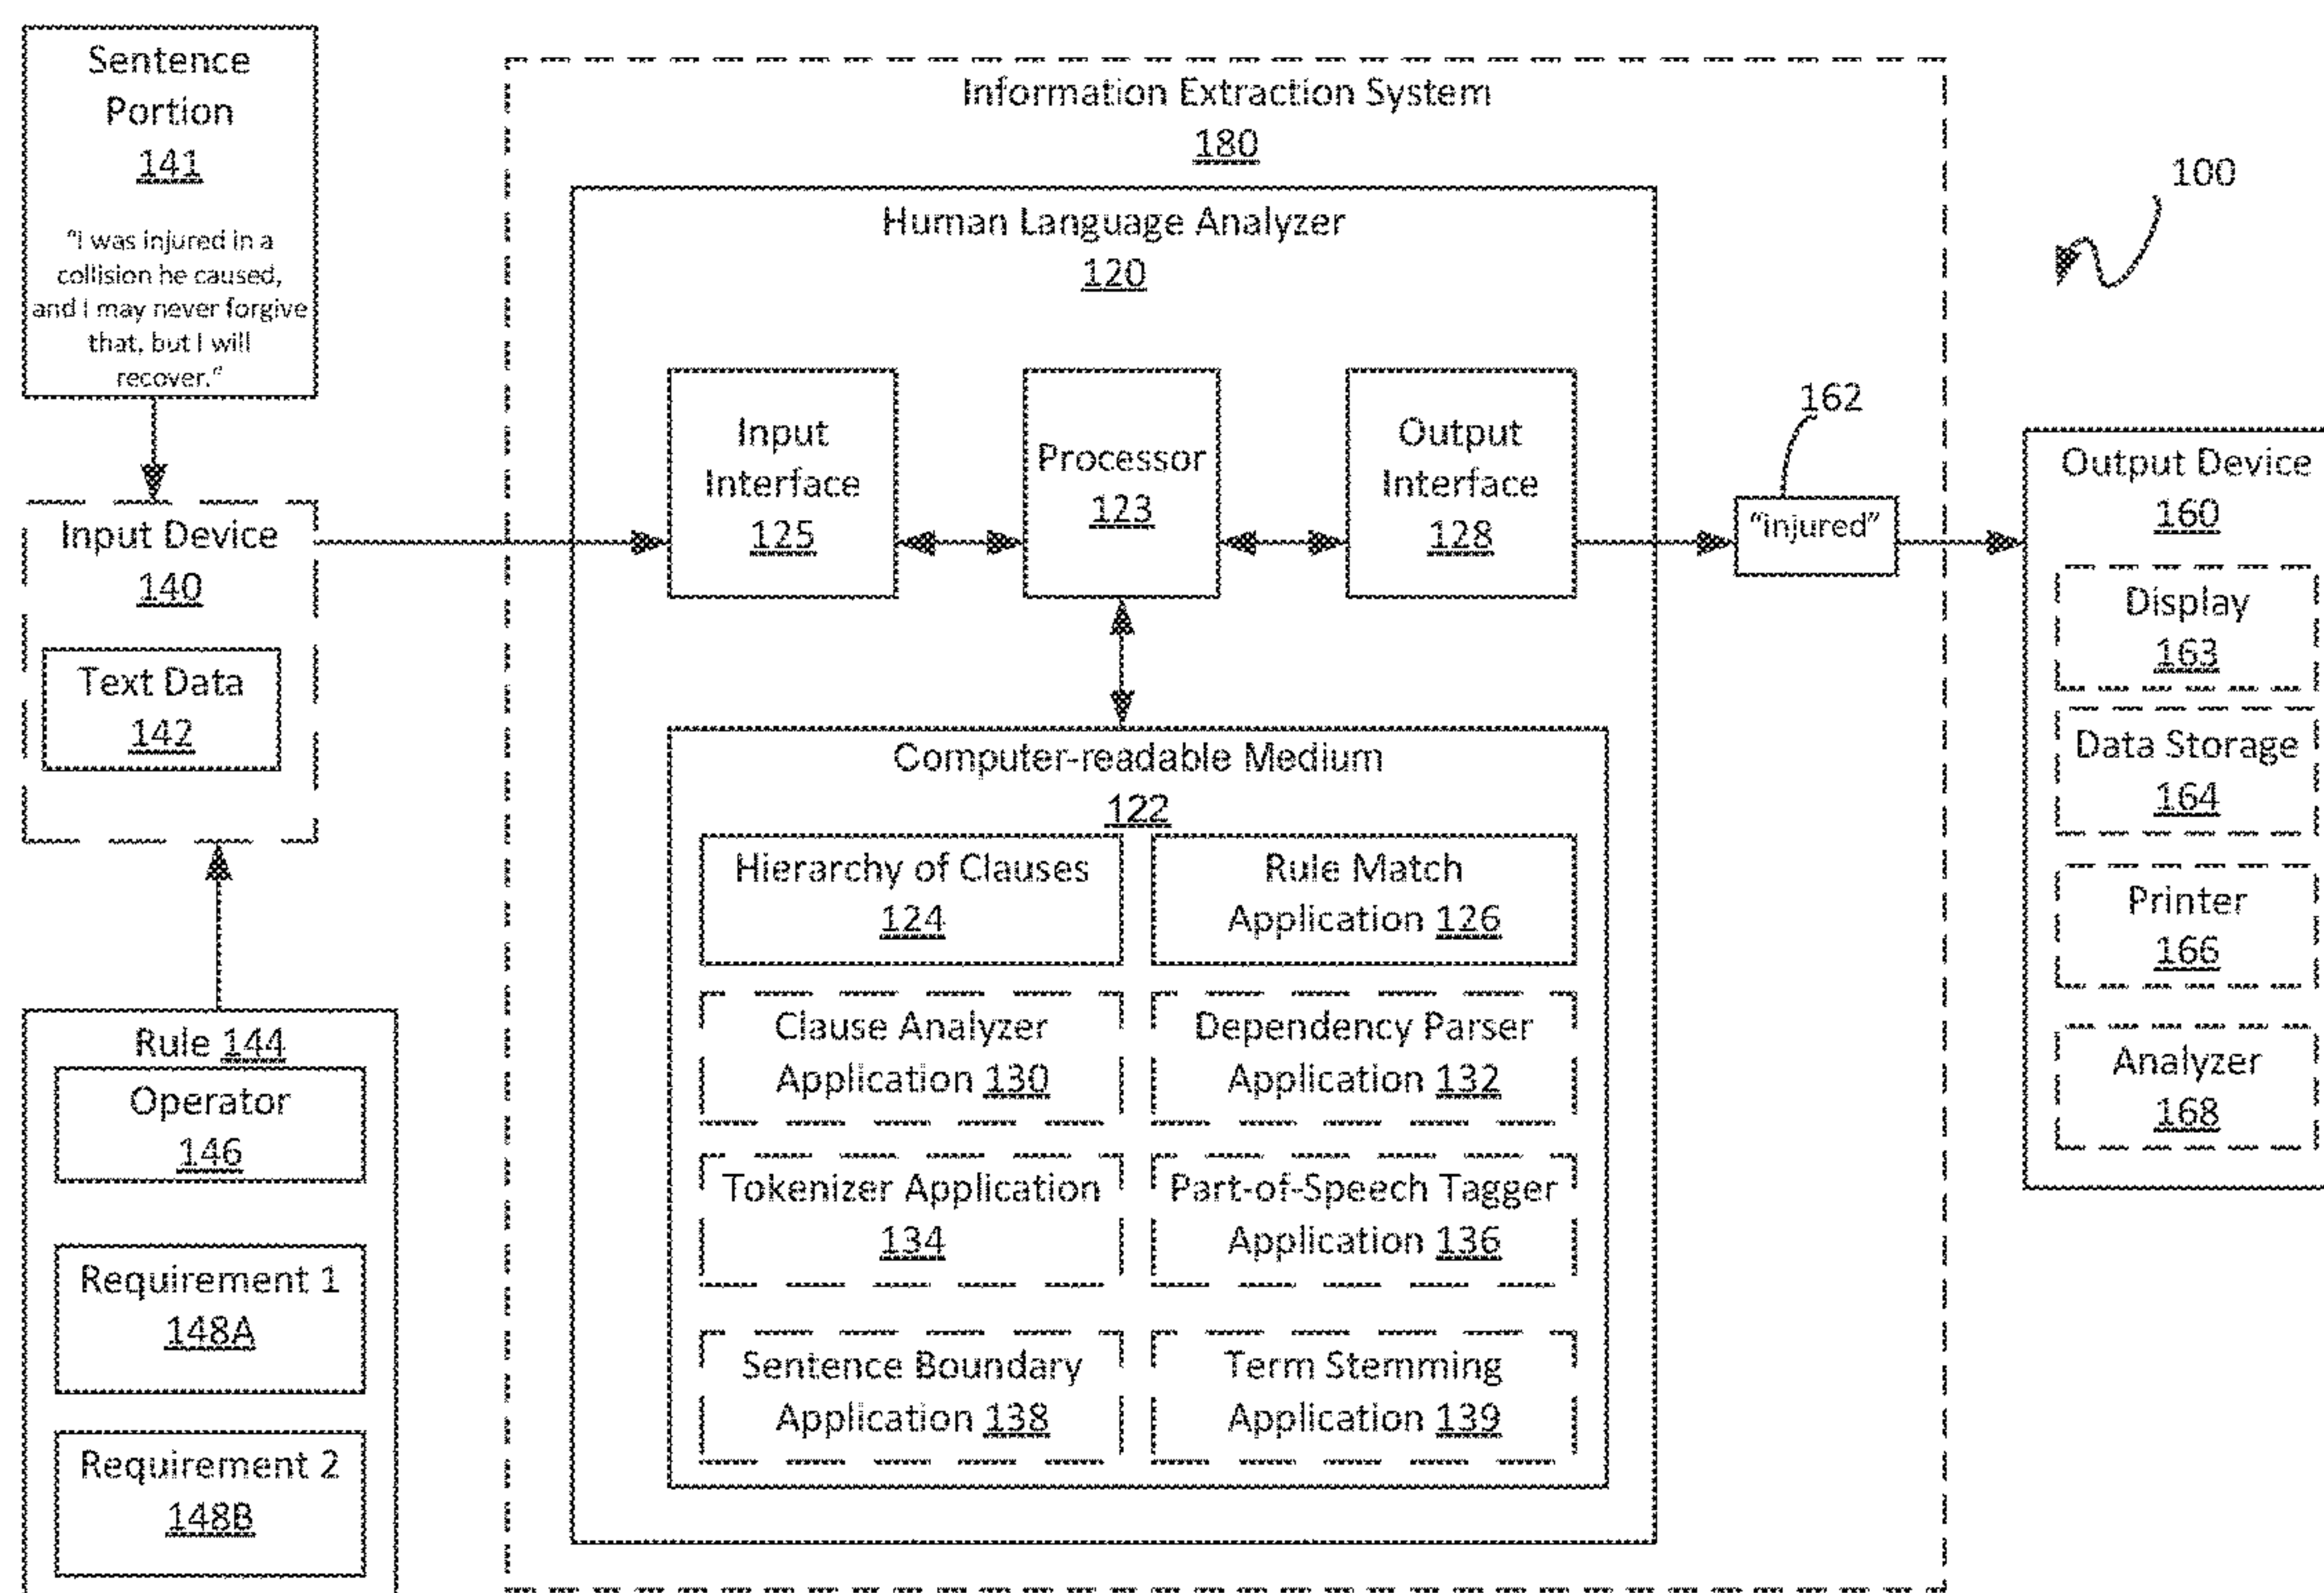 Sentence
Portion
141
"I was injured in a
collision he caused,
and I may never forgive
that, but I will
recover."
Input Device
140
Text Data
142
Rule 144
Operator
146
Requirement 1
148A
Requirement 2
148B
Information Extraction System
180
Human Language Analyzer
120
Input
Interface
125
Processor
123
Output
Interface
128
Computer-readable Medium
122
Hierarchy of Clauses
124
Rule Match
Application 126
Clause Analyzer
Application 130
Dependency Parser
Application 132
Tokenizer Application
134
Part-of-Speech Tagger
Application 136
Sentence Boundary
Application 138
Term Stemming
Application 139
162
"injured"
100
Output Device
160
Display
163
Data Storage
164
Printer
166
Analyzer
168